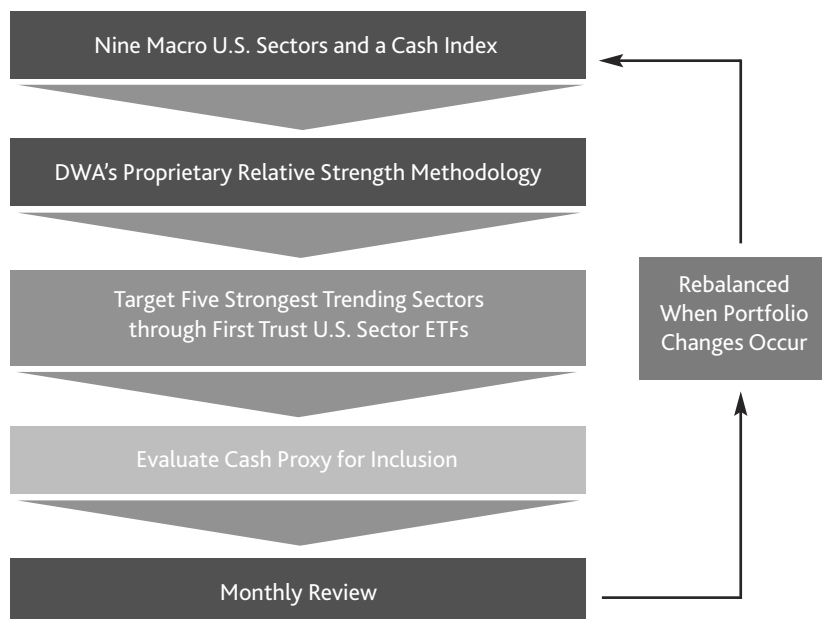 Nine Macro U.S. Sectors and a Cash Index
DWA's Proprietary Relative Strength Methodology
Target Five Strongest Trending Sectors
through First Trust U.S. Sector ETFs
Evaluate Cash Proxy for Inclusion
Monthly Review
Rebalanced
When Portfolio
Changes Occur